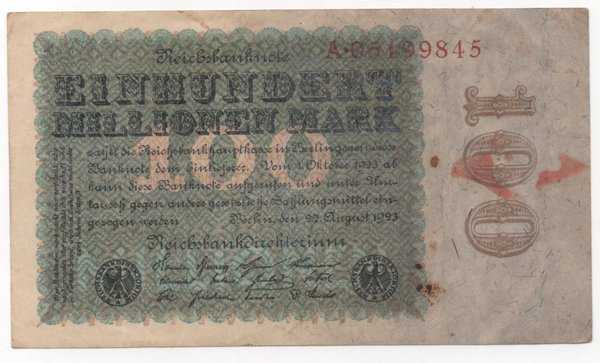 Reichsbanknote
A·06199845
EINHUNDERT
MILLIONEN MARK
100
zahlt die Reichsbankhauptkasse in Berlin gegen diese
Banknote dem Einlieferer. Vom 1. Oktober 1923 ab
kann diese Banknote aufgerufen und unter Um-
tausch gegen andere gesetzliche Zahlungsmittel ein-
gezogen werden
Berlin, den 22. August 1923
Reichsbankdirektorium
100